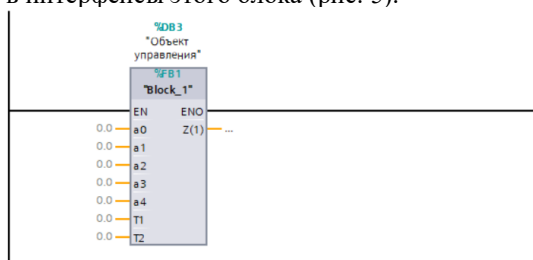 в интерфейсы этого блока (рис. 5).
%DB3
"Объект
управления"
%FB1
"Block_1"
EN ENO
0.0 a0 Z(1) ...
0.0 a1
0.0 a2
0.0 a3
0.0 a4
0.0 T1
0.0 T2